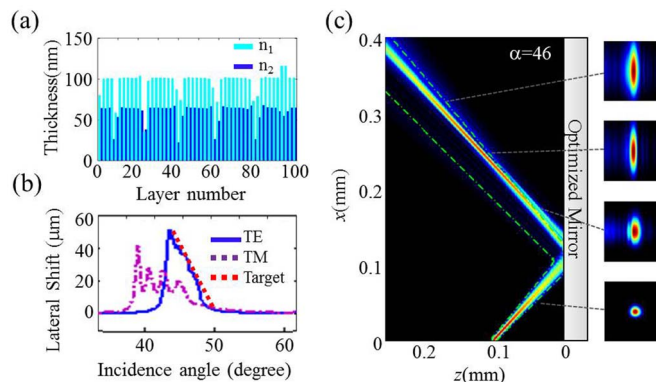 (a)
150
100
50
0
Thickness(nm)
n₁
n₂
0 20 40 60 80 100
Layer number
(b)
60
40
20
0
Lateral Shift (μm)
TE
TM
Target
40 50 60
Incidence angle (degree)
(c)
0.4
0.3
0.2
0.1
0
x(mm)
α=46
Optimized Mirror
0.2 0.1 0
z(mm)